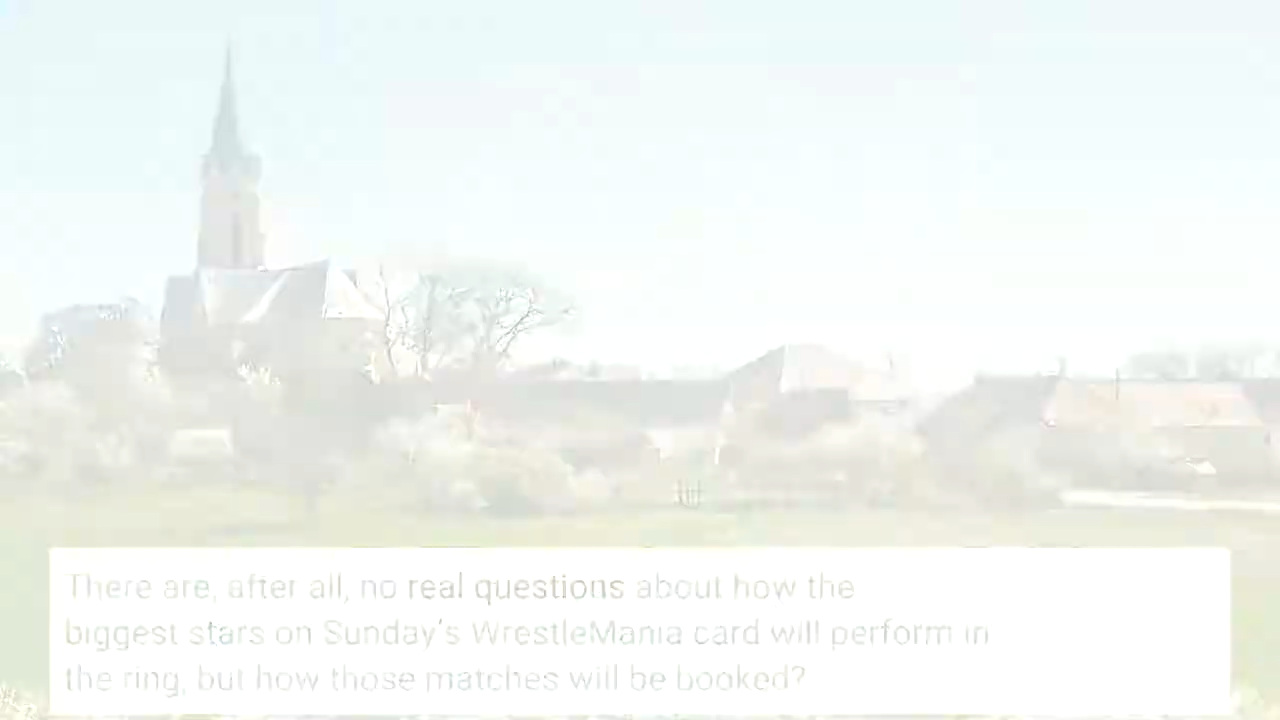 There are, after all, no real questions about how the
biggest stars on Sunday's WrestleMania card will perform in
the ring, but how those matches will be booked?